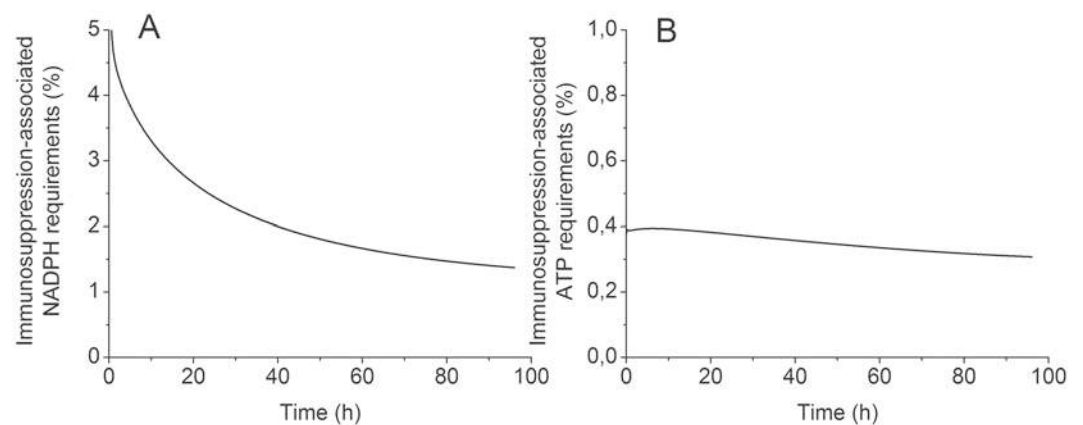 A
Immunosuppression-associated
NADPH requirements (%)
5
4
3
2
1
0
0 20 40 60 80 100
Time (h)
B
Immunosuppression-associated
ATP requirements (%)
1,0
0,8
0,6
0,4
0,2
0,0
0 20 40 60 80 100
Time (h)